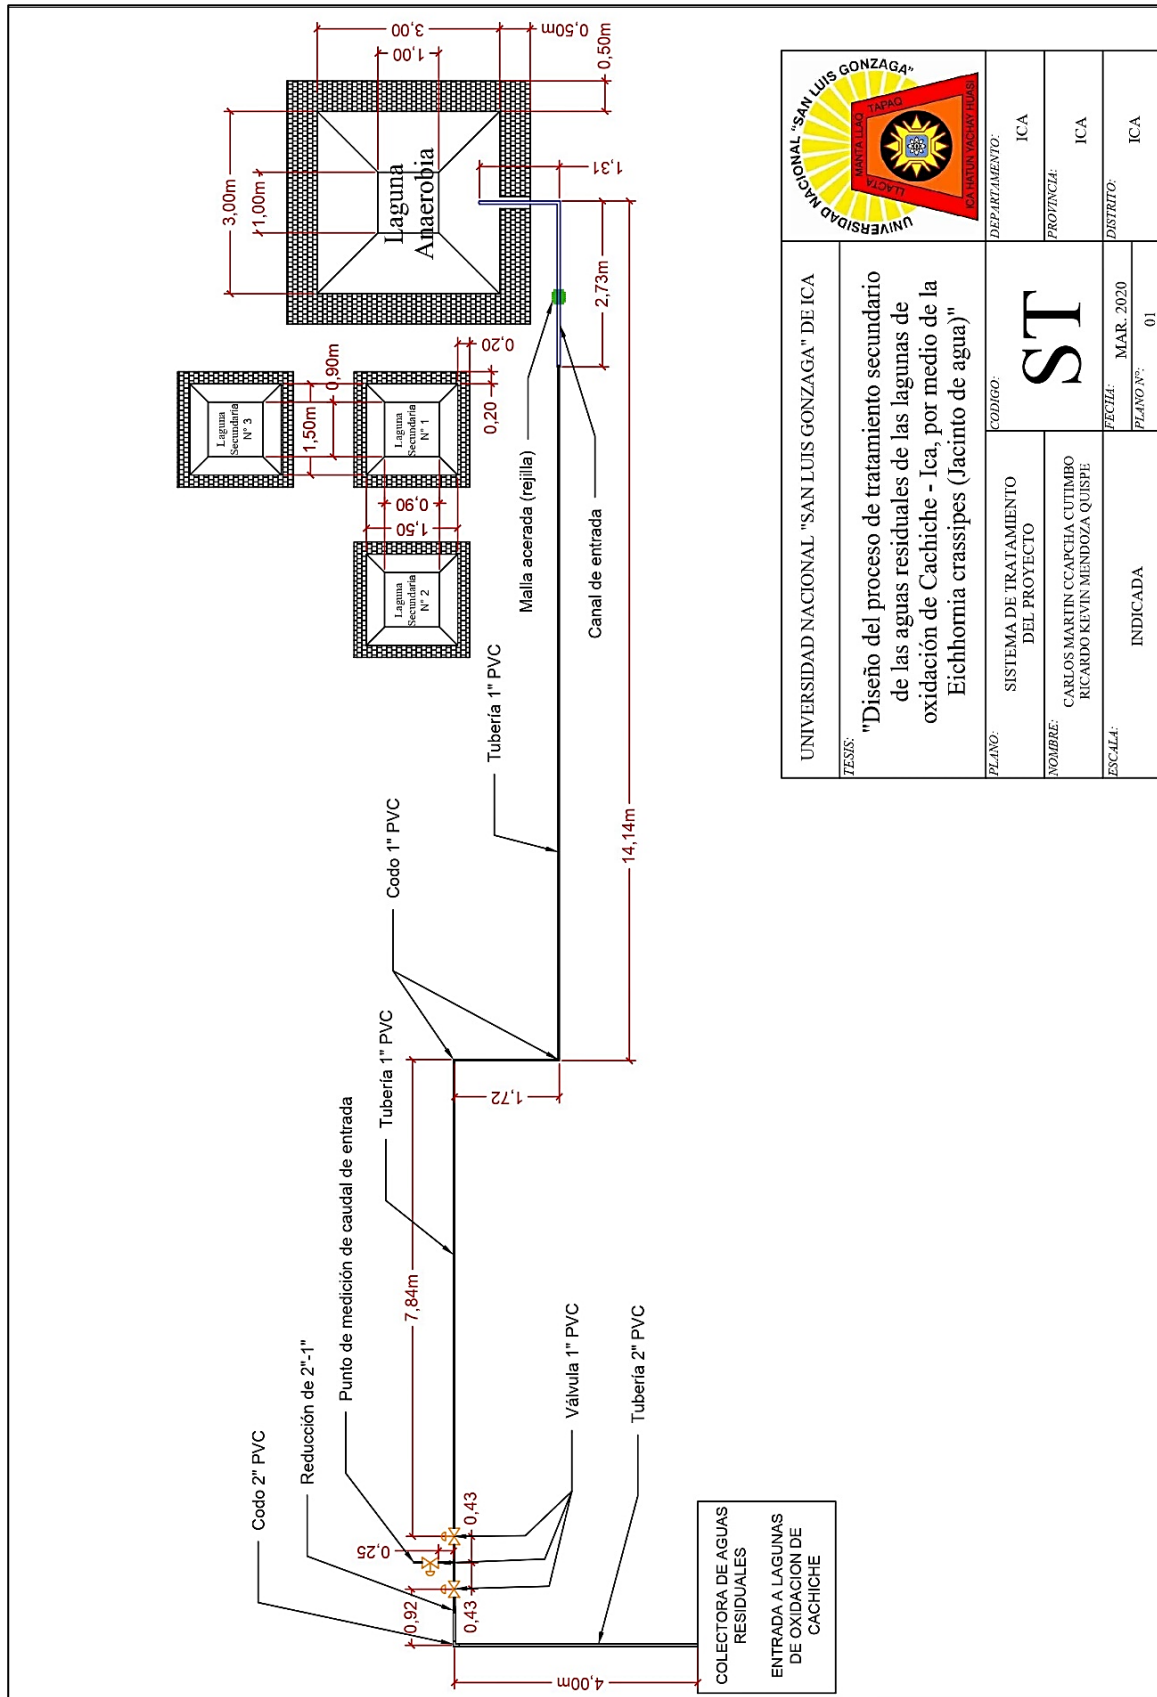 COLECTORA DE AGUAS
RESIDUALES
ENTRADA A LAGUNAS
DE OXIDACION DE
CACHICHE
4,00m
Codo 2" PVC
Reducción de 2"-1"
Punto de medición de caudal de entrada
0,92
0,43
0,25
0,43
Válvula 1" PVC
Tubería 2" PVC
7,84m
Tubería 1" PVC
Codo 1" PVC
1,72
14,14m
Tubería 1" PVC
Malla acerada (rejilla)
Canal de entrada
2,73m
1,31
Laguna
Secundaria
N° 2
1,50
0,90
Laguna
Secundaria
N° 1
0,20
0,20
1,50m
0,90m
Laguna
Secundaria
N° 3
Laguna
Anaerobia
3,00m
1,00m
3,00
1,00
0,50m
0,50m
UNIVERSIDAD NACIONAL "SAN LUIS GONZAGA" DE ICA
TESIS:
"Diseño del proceso de tratamiento secundario
de las aguas residuales de las lagunas de
oxidación de Cachiche - Ica, por medio de la
Eichhornia crassipes (Jacinto de agua)"
PLANO:
SISTEMA DE TRATAMIENTO
DEL PROYECTO
NOMBRE:
CARLOS MARTIN CCAPCHA CUTIMBO
RICARDO KEVIN MENDOZA QUISPE
ESCALA:
INDICADA
CODIGO:
ST
FECHA:
MAR. 2020
PLANO N°:
01
DEPARTAMENTO:
ICA
PROVINCIA:
ICA
DISTRITO:
ICA
UNIVERSIDAD NACIONAL "SAN LUIS GONZAGA"
LLACTA
MANTA LLAQ
TAPAQ
ICA HATUN YACHAY HUASI